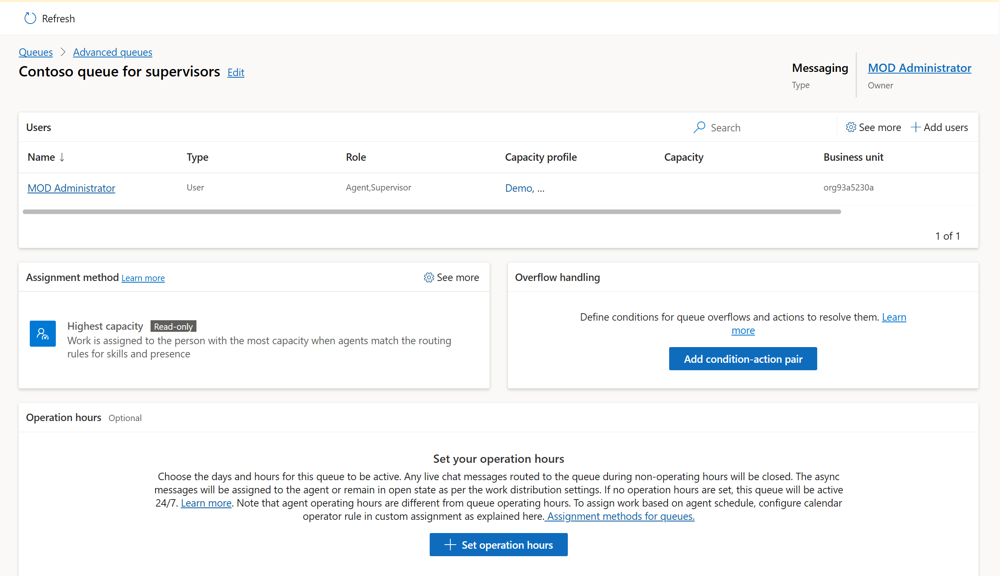 Refresh
Queues > Advanced queues
Contoso queue for supervisors Edit
Messaging
Type
MOD Administrator
Owner
Users
Search
See more
Add users
Name ↓ Type Role Capacity profile Capacity Business unit
MOD Administrator User Agent,Supervisor Demo, ... org93a5230a
1 of 1
Assignment method Learn more See more
Highest capacity Read-only
Work is assigned to the person with the most capacity when agents match the routing
rules for skills and presence
Overflow handling
Define conditions for queue overflows and actions to resolve them. Learn
more
Add condition-action pair
Operation hours Optional
Set your operation hours
Choose the days and hours for this queue to be active. Any live chat messages routed to the queue during non-operating hours will be closed. The async
messages will be assigned to the agent or remain in open state as per the work distribution settings. If no operation hours are set, this queue will be active
24/7. Learn more. Note that agent operating hours are different from queue operating hours. To assign work based on agent schedule, configure calendar
operator rule in custom assignment as explained here. Assignment methods for queues.
Set operation hours